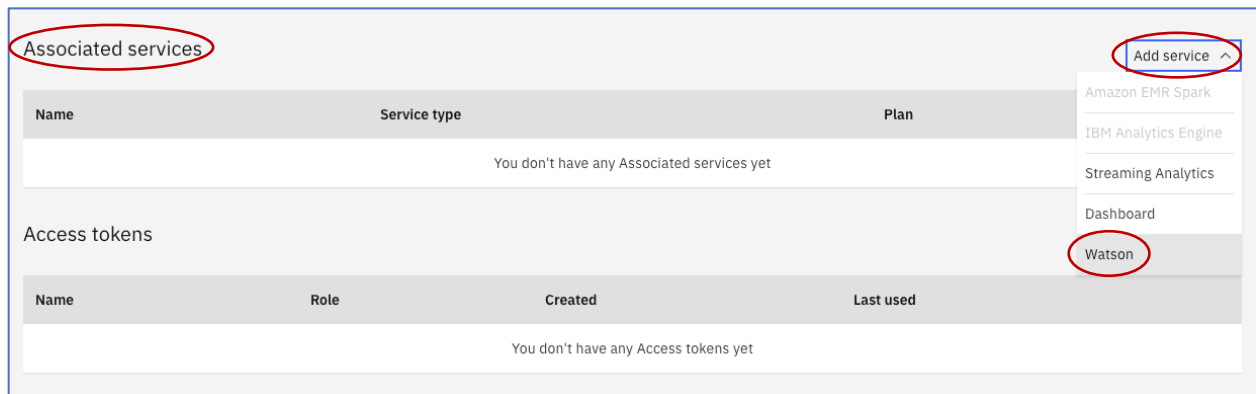 Associated services
Add service
Amazon EMR Spark
Name Service type Plan
IBM Analytics Engine
You don't have any Associated services yet
Streaming Analytics
Dashboard
Access tokens
Watson
Name Role Created Last used
You don't have any Access tokens yet